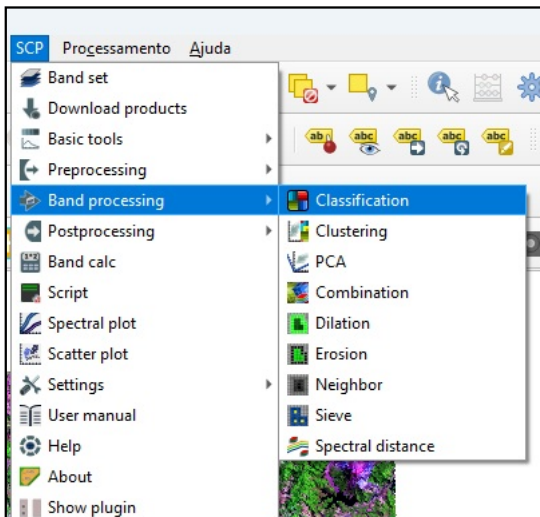 SCP Processamento Ajuda
Band set
Download products
Basic tools
Preprocessing
Band processing
Postprocessing
Band calc
Script
Spectral plot
Scatter plot
Settings
User manual
Help
About
Show plugin
Classification
Clustering
PCA
Combination
Dilation
Erosion
Neighbor
Sieve
Spectral distance
ab
abc
abc
abc
abc